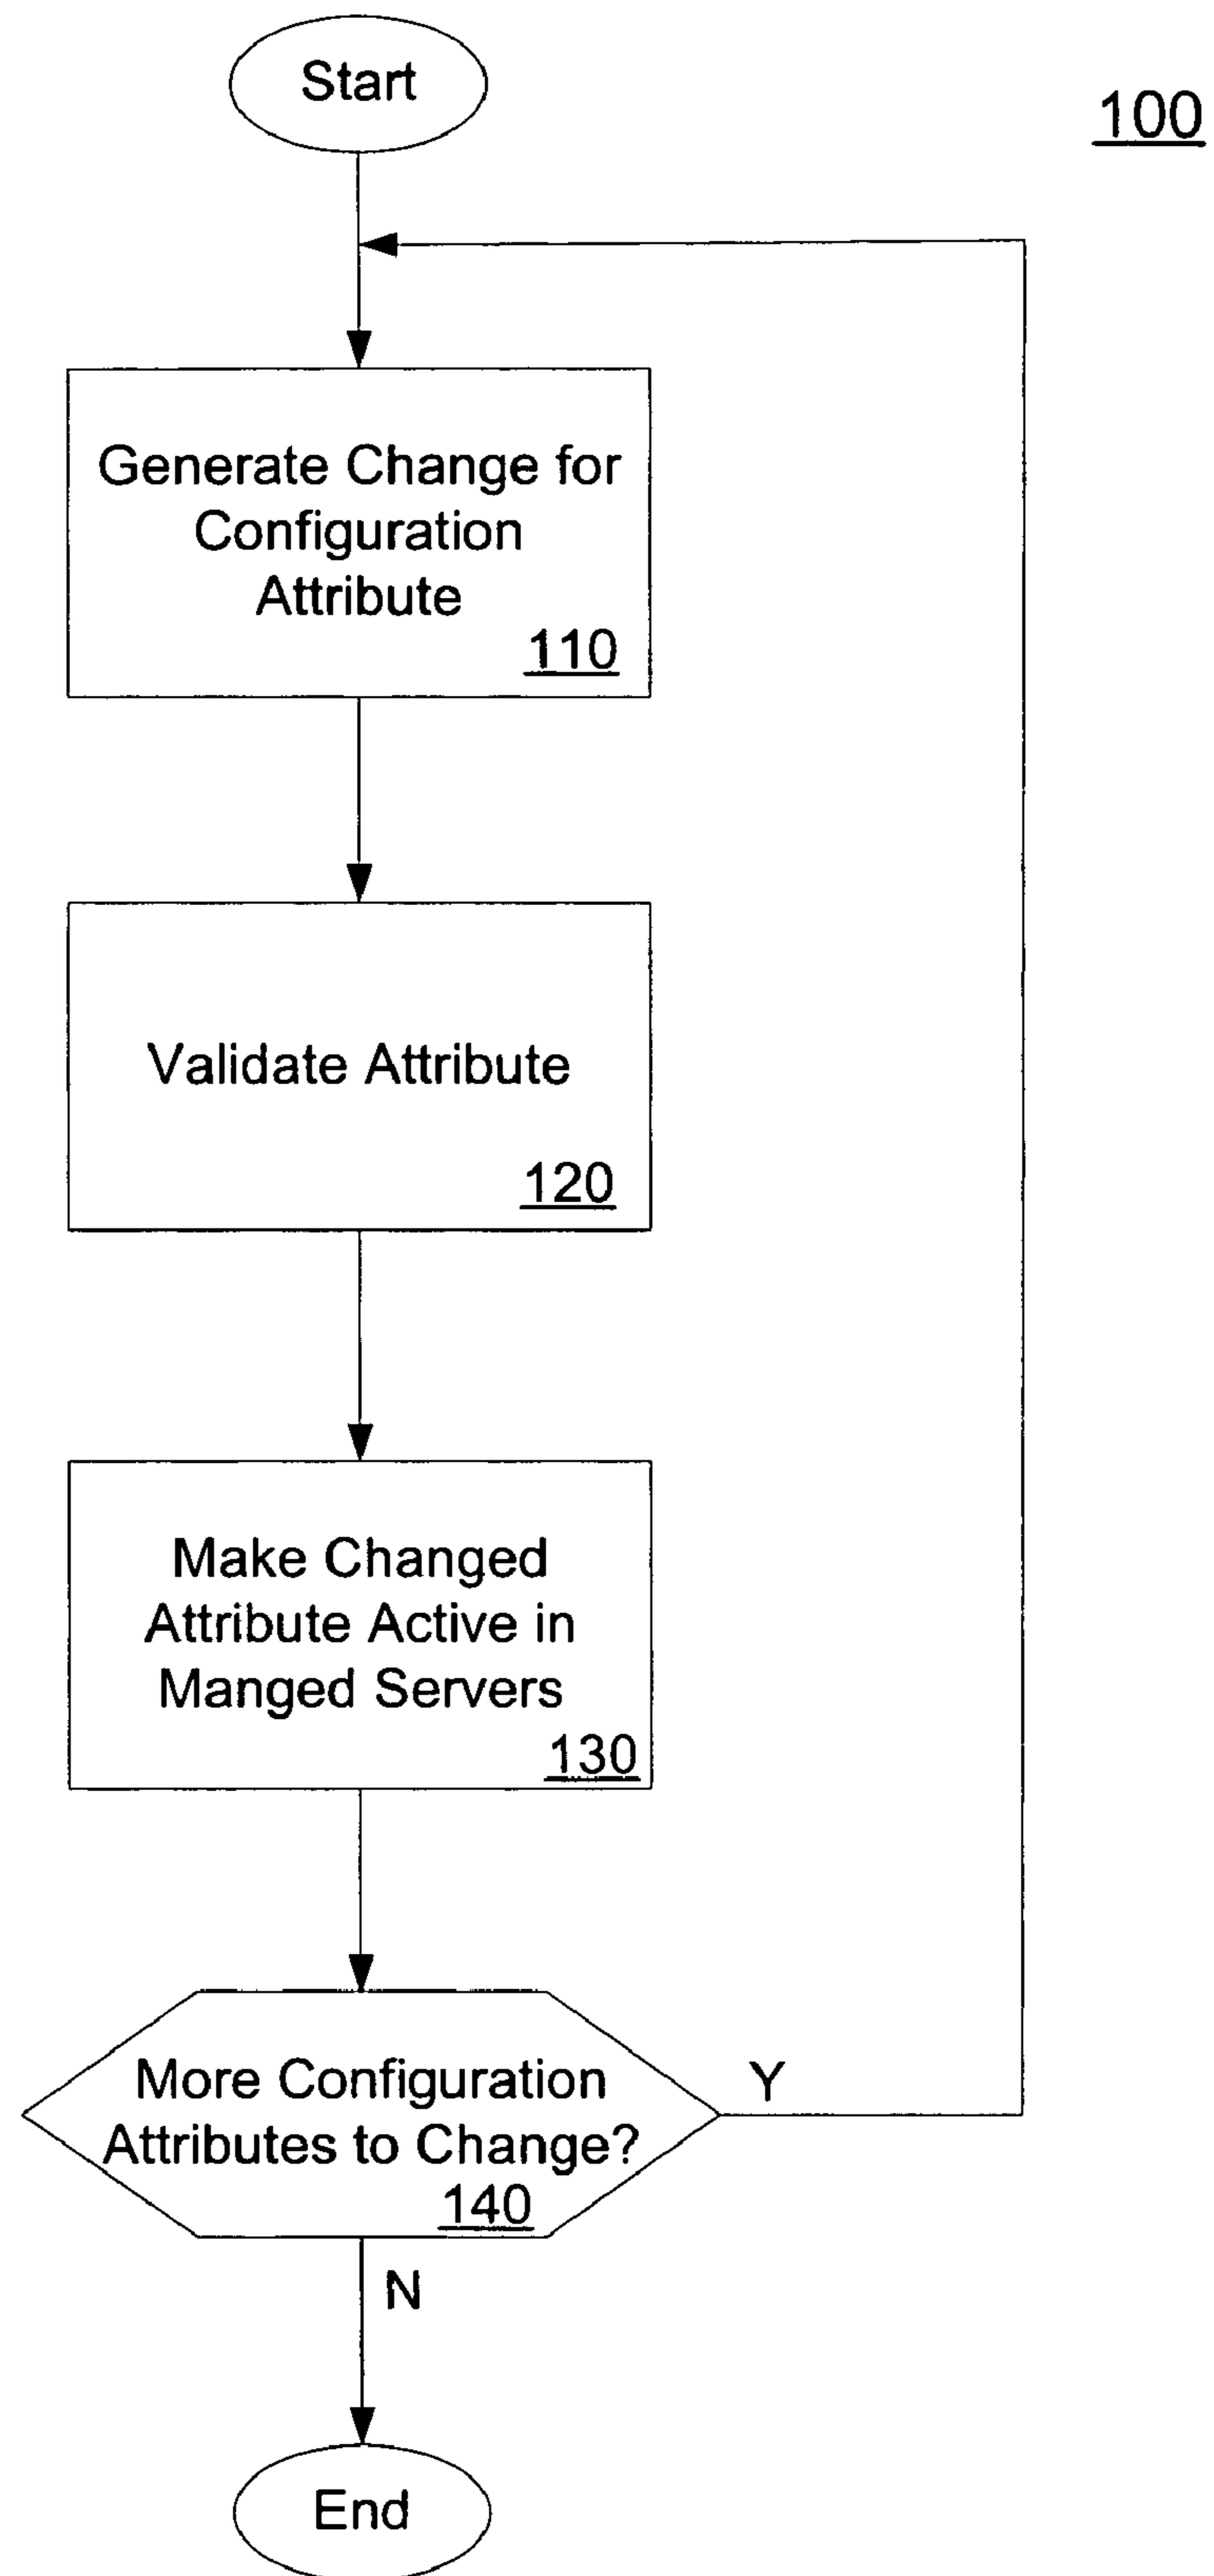 Start
100
Generate Change for
Configuration
Attribute
110
Validate Attribute
120
Make Changed
Attribute Active in
Manged Servers
130
More Configuration
Attributes to Change?
140
Y
N
End